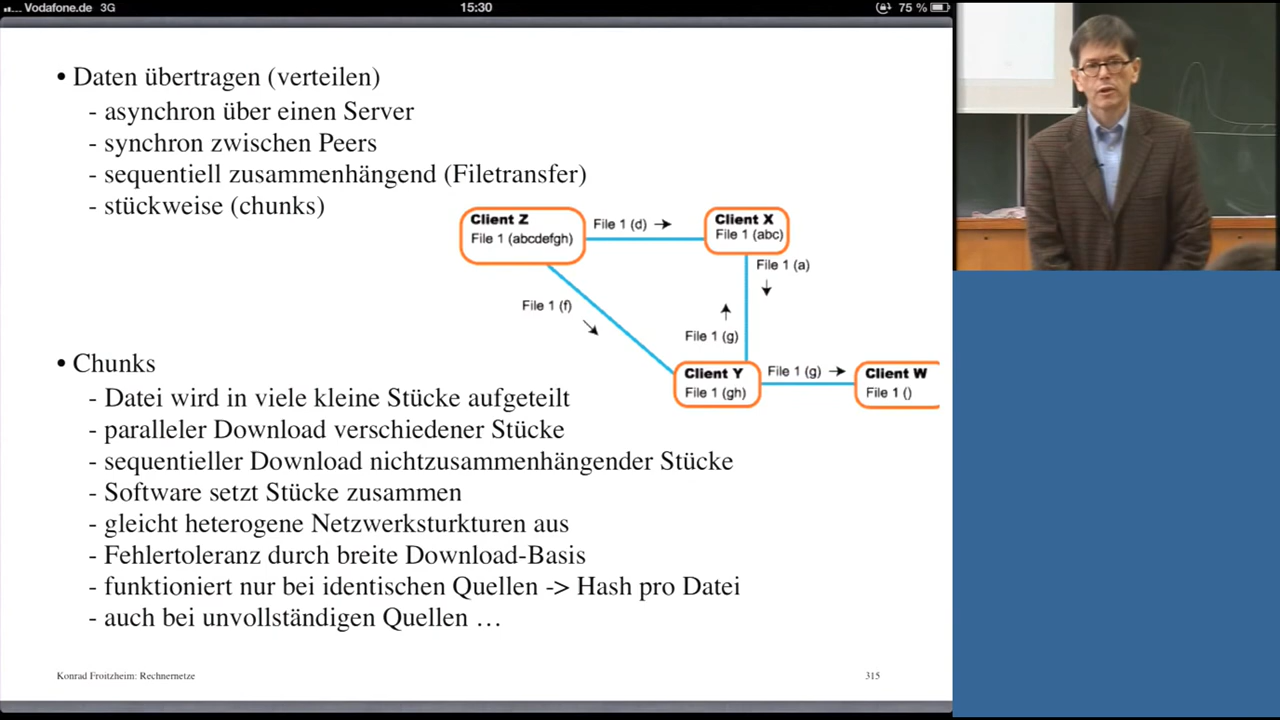 Vodafone.de 3G 15:30 75 %
• Daten übertragen (verteilen)
- asynchron über einen Server
- synchron zwischen Peers
- sequentiell zusammenhängend (Filetransfer)
- stückweise (chunks)
Client Z
File 1 (abcdefgh)
File 1 (d)
Client X
File 1 (abc)
File 1 (a)
File 1 (f)
File 1 (g)
Client Y
File 1 (gh)
File 1 (g)
Client W
File 1 ()
• Chunks
- Datei wird in viele kleine Stücke aufgeteilt
- paralleler Download verschiedener Stücke
- sequentieller Download nichtzusammenhängender Stücke
- Software setzt Stücke zusammen
- gleicht heterogene Netzwerksturkturen aus
- Fehlertoleranz durch breite Download-Basis
- funktioniert nur bei identischen Quellen -> Hash pro Datei
- auch bei unvollständigen Quellen …
Konrad Froitzheim: Rechnernetze 315